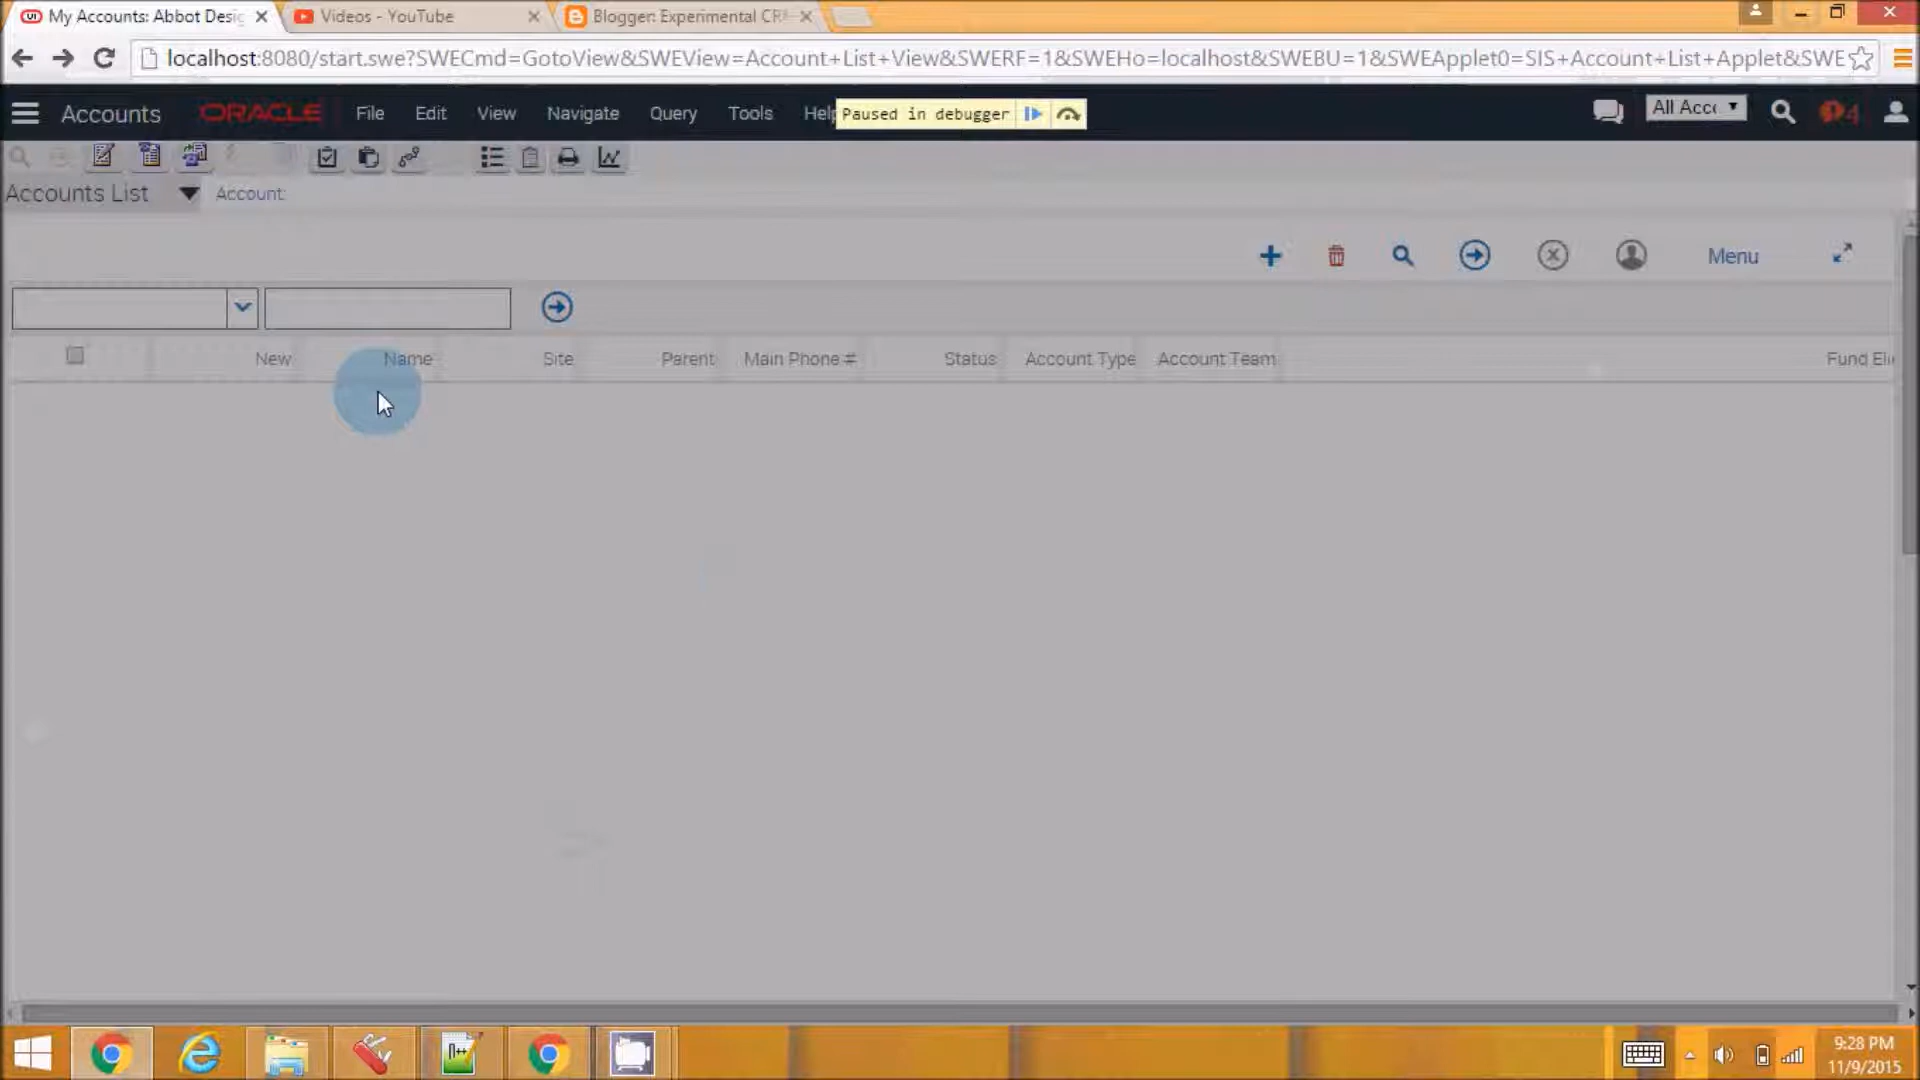 My Accounts: Abbot Desi
Videos - YouTube
Blogger: Experimental CR
localhost:8080/start.swe?SWECmd=GotoView&SWEView=Account+List+View&SWERF=1&SWEHo=localhost&SWEBU=1&SWEApplet0=SIS+Account+List+Applet&SWE
Accounts ORACLE File Edit View Navigate Query Tools Help
Paused in debugger
All Acc
4
Accounts List Account:
Menu
New Name Site Parent Main Phone # Status Account Type Account Team Fund Eli
9:28 PM
11/9/2015